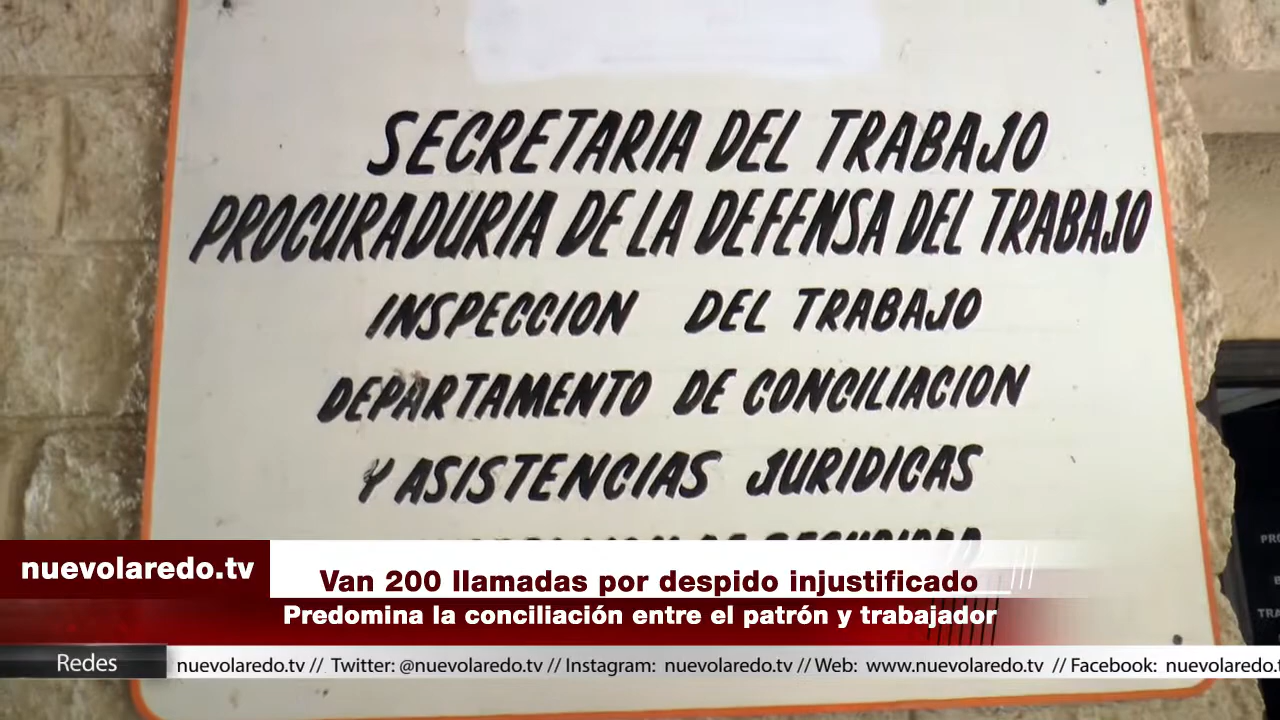 SECRETARIA DEL TRABAJO
PROCURADURIA DE LA DEFENSA DEL TRABAJO
INSPECCION DEL TRABAJO
DEPARTAMENTO DE CONCILIACION
Y ASISTENCIAS JURIDICAS
nuevolaredo.tv
Van 200 llamadas por despido injustificado
Predomina la conciliación entre el patrón y trabajador
Redes nuevolaredo.tv // Twitter: @nuevolaredo.tv // Instagram: nuevolaredo.tv // Web: www.nuevolaredo.tv // Facebook: nuevolaredo.t